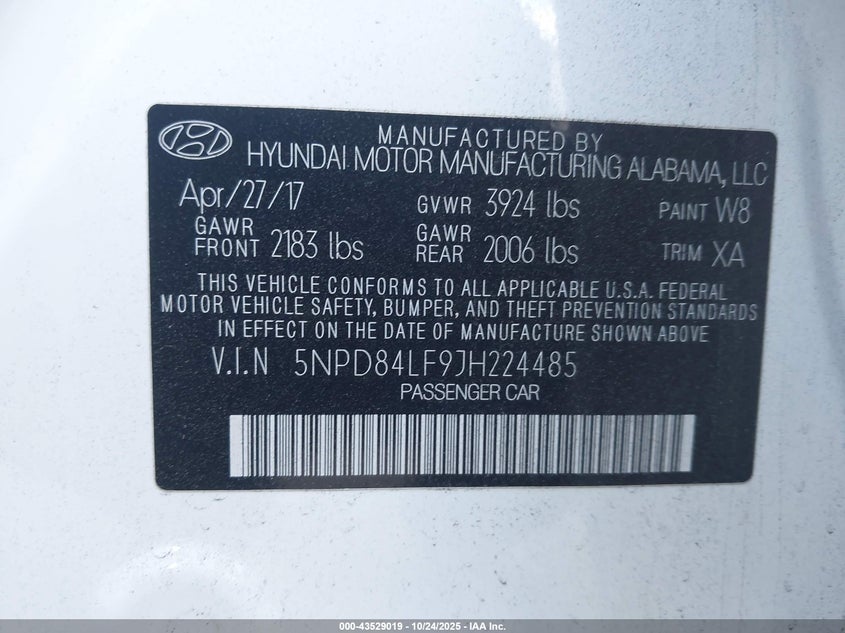 MANUFACTURED BY
HYUNDAI MOTOR MANUFACTURING ALABAMA, LLC
Apr/27/17 GVWR 3924 lbs PAINT W8
GAWR FRONT 2183 lbs GAWR REAR 2006 lbs TRIM XA
THIS VEHICLE CONFORMS TO ALL APPLICABLE U.S.A. FEDERAL
MOTOR VEHICLE SAFETY, BUMPER, AND THEFT PREVENTION STANDARDS
IN EFFECT ON THE DATE OF MANUFACTURE SHOWN ABOVE
V.I.N 5NPD84LF9JH224485
PASSENGER CAR
000-43529019 - 10/24/2025 - IAA Inc.